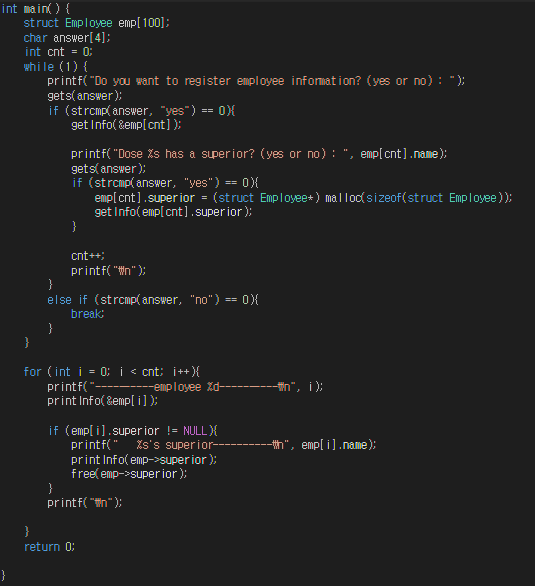 int main() {
struct Employee emp[100];
char answer[4];
int cnt = 0;
while (1) {
printf("Do you want to register employee information? (yes or no) : ");
gets(answer);
if (strcmp(answer, "yes") == 0){
getInfo(&emp[cnt]);
printf("Dose %s has a superior? (yes or no) : ", emp[cnt].name);
gets(answer);
if (strcmp(answer, "yes") == 0){
emp[cnt].superior = (struct Employee*) malloc(sizeof(struct Employee));
getInfo(emp[cnt].superior);
}
cnt++;
printf("₩n");
}
else if (strcmp(answer, "no") == 0){
break;
}
}
for (int i = 0; i < cnt; i++){
printf("----------employee %d----------₩n", i);
printInfo(&emp[i]);
if (emp[i].superior != NULL){
printf("   %s's superior----------₩n", emp[i].name);
printInfo(emp->superior);
free(emp->superior);
}
printf("₩n");
}
return 0;
}